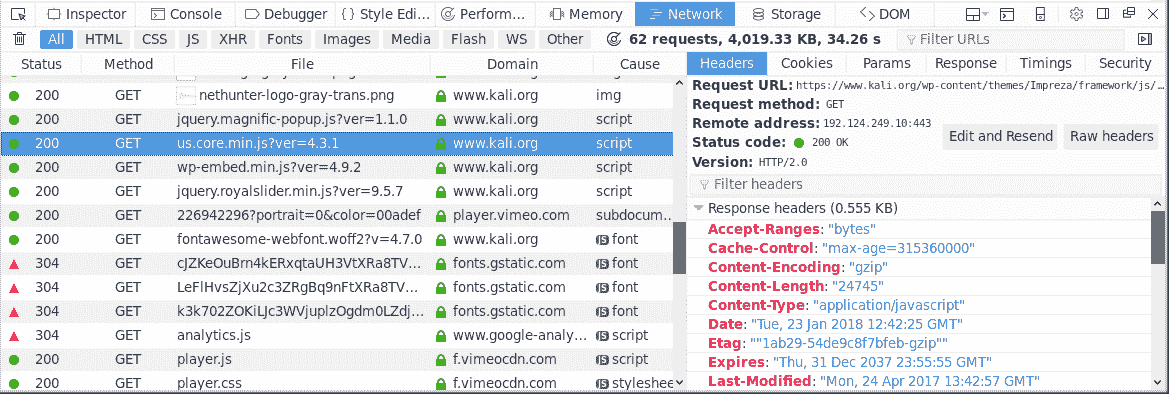 Inspector Console Debugger { } Style Edi... Perform... Memory Network Storage DOM
All HTML CSS JS XHR Fonts Images Media Flash WS Other 62 requests, 4,019.33 KB, 34.26 s Filter URLs
Status Method File Domain Cause
200 GET nethunter-logo-gray-trans.png www.kali.org img
200 GET jquery.magnific-popup.js?ver=1.1.0 www.kali.org script
200 GET us.core.min.js?ver=4.3.1 www.kali.org script
200 GET wp-embed.min.js?ver=4.9.2 www.kali.org script
200 GET jquery.royalslider.min.js?ver=9.5.7 www.kali.org script
200 GET 226942296?portrait=0&color=00adef player.vimeo.com subdocum...
200 GET fontawesome-webfont.woff2?v=4.7.0 www.kali.org JS font
304 GET cJZKeOuBrn4kERxqtaUH3VtXRa8TV... fonts.gstatic.com JS font
304 GET LeFlHvsZjXu2c3ZRgBq9nFtXRa8TV... fonts.gstatic.com JS font
304 GET k3k702ZOKiLJc3WVjuplzOgdm0LZdj... fonts.gstatic.com JS font
304 GET analytics.js www.google-analy... JS script
200 GET player.js f.vimeocdn.com JS script
200 GET player.css f.vimeocdn.com JS styleshee
Headers Cookies Params Response Timings Security
Request URL: https://www.kali.org/wp-content/themes/Impreza/framework/js/...
Request method: GET
Remote address: 192.124.249.10:443
Status code: 200 OK Edit and Resend Raw headers
Version: HTTP/2.0
Filter headers
Response headers (0.555 KB)
Accept-Ranges: "bytes"
Cache-Control: "max-age=315360000"
Content-Encoding: "gzip"
Content-Length: "24745"
Content-Type: "application/javascript"
Date: "Tue, 23 Jan 2018 12:42:25 GMT"
Etag: ""1ab29-54de9c8f7bfeb-gzip""
Expires: "Thu, 31 Dec 2037 23:55:55 GMT"
Last-Modified: "Mon, 24 Apr 2017 13:42:57 GMT"